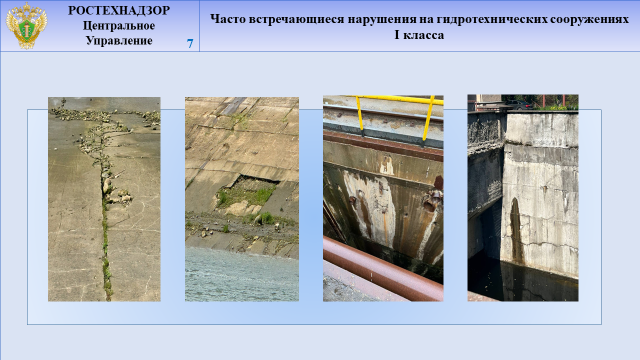 РОСТЕХНАДЗОР
Центральное
Управление
7
Часто встречающиеся нарушения на гидротехнических сооружениях
I класса